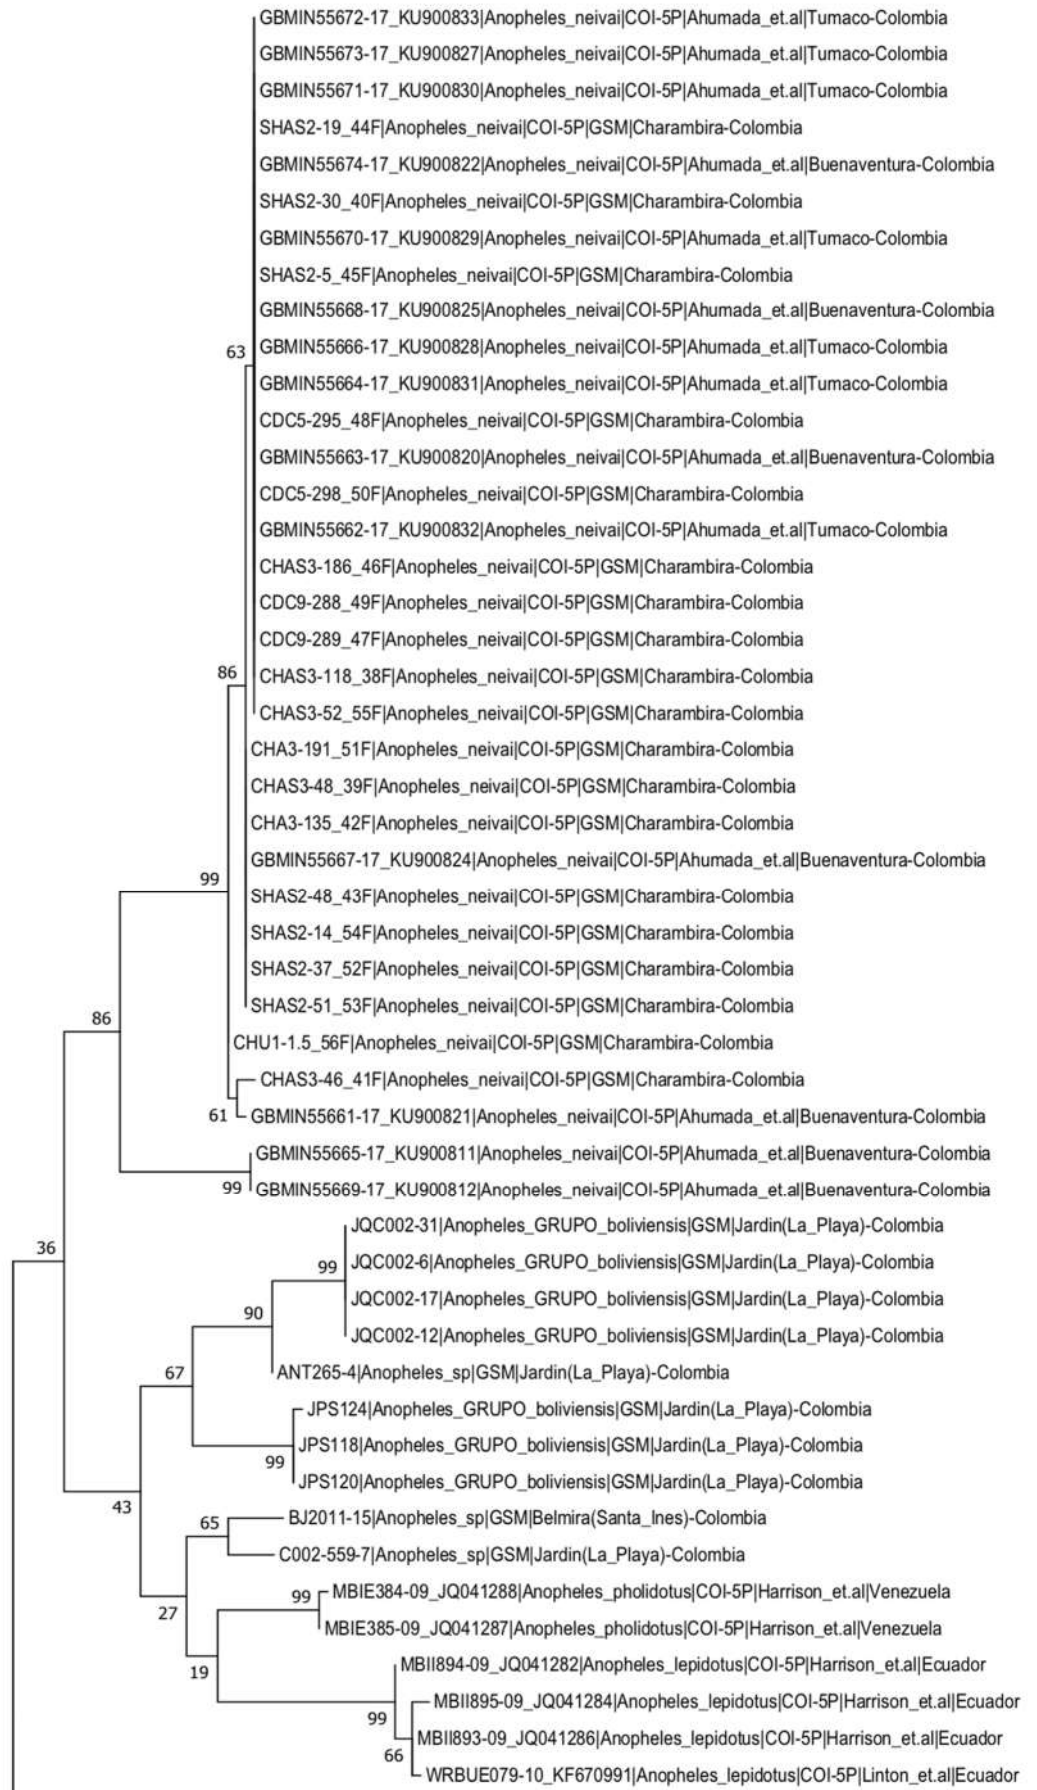 GBMIN55672-17_KU900833|Anopheles_neivai|COI-5P|Ahumada_et.al|Tumaco-Colombia
GBMIN55673-17_KU900827|Anopheles_neivai|COI-5P|Ahumada_et.al|Tumaco-Colombia
GBMIN55671-17_KU900830|Anopheles_neivai|COI-5P|Ahumada_et.al|Tumaco-Colombia
SHAS2-19_44F|Anopheles_neivai|COI-5P|GSM|Charambira-Colombia
GBMIN55674-17_KU900822|Anopheles_neivai|COI-5P|Ahumada_et.al|Buenaventura-Colombia
SHAS2-30_40F|Anopheles_neivai|COI-5P|GSM|Charambira-Colombia
GBMIN55670-17_KU900829|Anopheles_neivai|COI-5P|Ahumada_et.al|Tumaco-Colombia
SHAS2-5_45F|Anopheles_neivai|COI-5P|GSM|Charambira-Colombia
GBMIN55668-17_KU900825|Anopheles_neivai|COI-5P|Ahumada_et.al|Buenaventura-Colombia
GBMIN55666-17_KU900828|Anopheles_neivai|COI-5P|Ahumada_et.al|Tumaco-Colombia
63
GBMIN55664-17_KU900831|Anopheles_neivai|COI-5P|Ahumada_et.al|Tumaco-Colombia
CDC5-295_48F|Anopheles_neivai|COI-5P|GSM|Charambira-Colombia
GBMIN55663-17_KU900820|Anopheles_neivai|COI-5P|Ahumada_et.al|Buenaventura-Colombia
CDC5-298_50F|Anopheles_neivai|COI-5P|GSM|Charambira-Colombia
GBMIN55662-17_KU900832|Anopheles_neivai|COI-5P|Ahumada_et.al|Tumaco-Colombia
CHAS3-186_46F|Anopheles_neivai|COI-5P|GSM|Charambira-Colombia
CDC9-288_49F|Anopheles_neivai|COI-5P|GSM|Charambira-Colombia
CDC9-289_47F|Anopheles_neivai|COI-5P|GSM|Charambira-Colombia
86
CHAS3-118_38F|Anopheles_neivai|COI-5P|GSM|Charambira-Colombia
CHAS3-52_55F|Anopheles_neivai|COI-5P|GSM|Charambira-Colombia
CHA3-191_51F|Anopheles_neivai|COI-5P|GSM|Charambira-Colombia
CHAS3-48_39F|Anopheles_neivai|COI-5P|GSM|Charambira-Colombia
CHA3-135_42F|Anopheles_neivai|COI-5P|GSM|Charambira-Colombia
GBMIN55667-17_KU900824|Anopheles_neivai|COI-5P|Ahumada_et.al|Buenaventura-Colombia
99
SHAS2-48_43F|Anopheles_neivai|COI-5P|GSM|Charambira-Colombia
SHAS2-14_54F|Anopheles_neivai|COI-5P|GSM|Charambira-Colombia
SHAS2-37_52F|Anopheles_neivai|COI-5P|GSM|Charambira-Colombia
SHAS2-51_53F|Anopheles_neivai|COI-5P|GSM|Charambira-Colombia
86
CHU1-1.5_56F|Anopheles_neivai|COI-5P|GSM|Charambira-Colombia
CHAS3-46_41F|Anopheles_neivai|COI-5P|GSM|Charambira-Colombia
61
GBMIN55661-17_KU900821|Anopheles_neivai|COI-5P|Ahumada_et.al|Buenaventura-Colombia
GBMIN55665-17_KU900811|Anopheles_neivai|COI-5P|Ahumada_et.al|Buenaventura-Colombia
99
GBMIN55669-17_KU900812|Anopheles_neivai|COI-5P|Ahumada_et.al|Buenaventura-Colombia
JQC002-31|Anopheles_GRUPO_boliviensis|GSM|Jardin(La_Playa)-Colombia
36
JQC002-6|Anopheles_GRUPO_boliviensis|GSM|Jardin(La_Playa)-Colombia
99
JQC002-17|Anopheles_GRUPO_boliviensis|GSM|Jardin(La_Playa)-Colombia
90
JQC002-12|Anopheles_GRUPO_boliviensis|GSM|Jardin(La_Playa)-Colombia
67
ANT265-4|Anopheles_sp|GSM|Jardin(La_Playa)-Colombia
JPS124|Anopheles_GRUPO_boliviensis|GSM|Jardin(La_Playa)-Colombia
JPS118|Anopheles_GRUPO_boliviensis|GSM|Jardin(La_Playa)-Colombia
99
JPS120|Anopheles_GRUPO_boliviensis|GSM|Jardin(La_Playa)-Colombia
43
65
BJ2011-15|Anopheles_sp|GSM|Belmira(Santa_Ines)-Colombia
C002-559-7|Anopheles_sp|GSM|Jardin(La_Playa)-Colombia
99
MBIE384-09_JQ041288|Anopheles_pholidotus|COI-5P|Harrison_et.al|Venezuela
27
MBIE385-09_JQ041287|Anopheles_pholidotus|COI-5P|Harrison_et.al|Venezuela
19
MBII894-09_JQ041282|Anopheles_lepidotus|COI-5P|Harrison_et.al|Ecuador
MBII895-09_JQ041284|Anopheles_lepidotus|COI-5P|Harrison_et.al|Ecuador
99
MBII893-09_JQ041286|Anopheles_lepidotus|COI-5P|Harrison_et.al|Ecuador
66
WRBUE079-10_KF670991|Anopheles_lepidotus|COI-5P|Linton_et.al|Ecuador